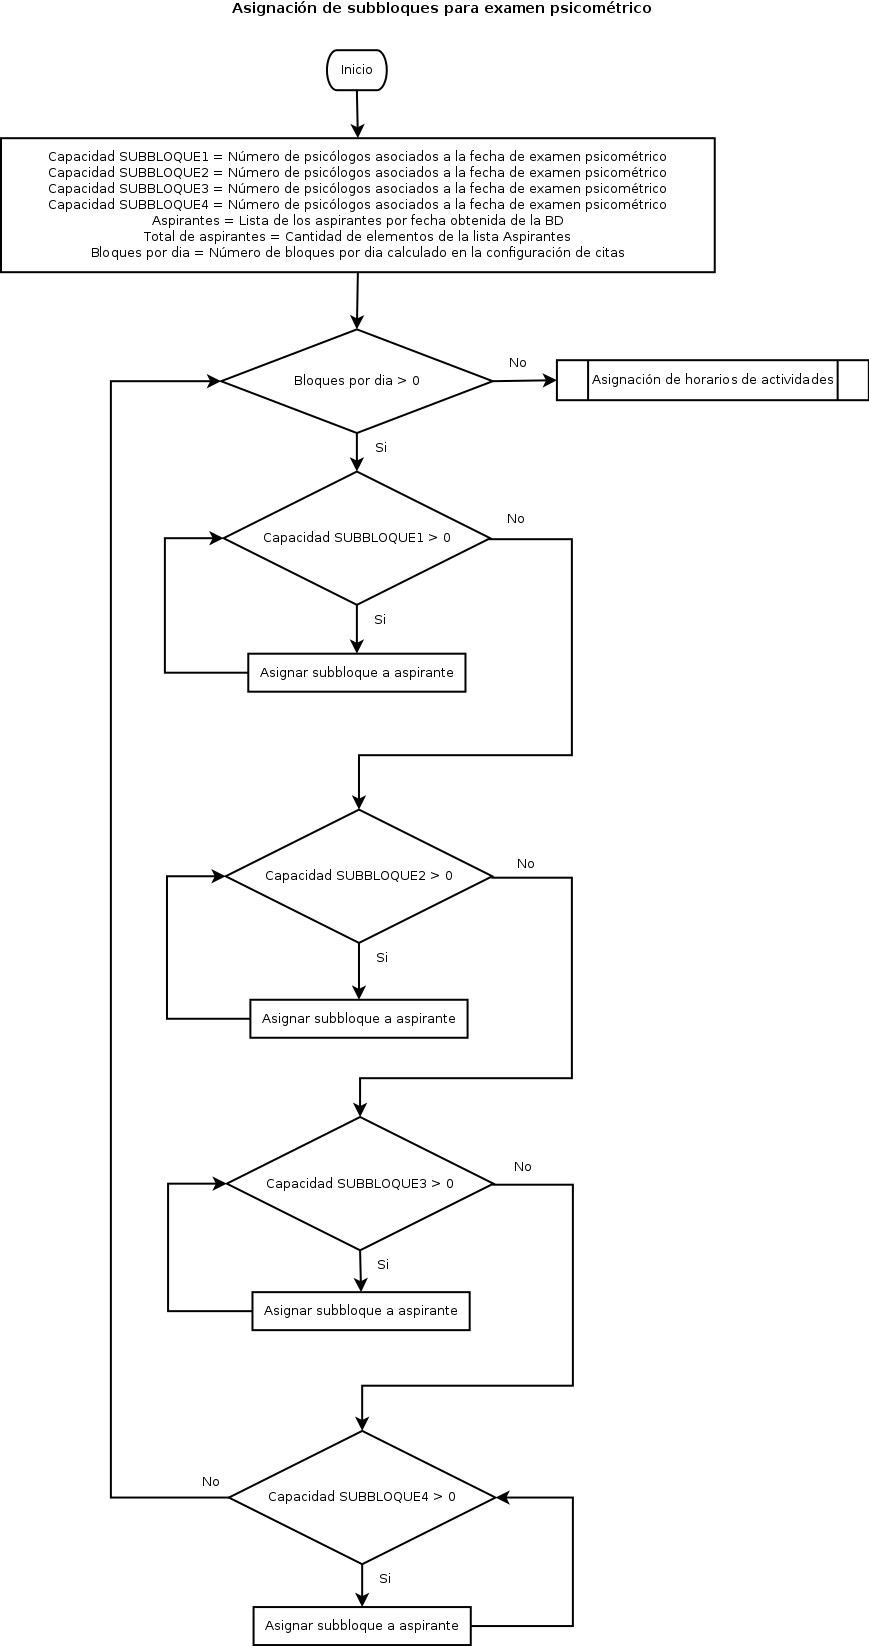 Asignación de subbloques para examen psicométrico
Inicio
Capacidad SUBBLOQUE1 = Número de psicólogos asociados a la fecha de examen psicométrico
Capacidad SUBBLOQUE2 = Número de psicólogos asociados a la fecha de examen psicométrico
Capacidad SUBBLOQUE3 = Número de psicólogos asociados a la fecha de examen psicométrico
Capacidad SUBBLOQUE4 = Número de psicólogos asociados a la fecha de examen psicométrico
Aspirantes = Lista de los aspirantes por fecha obtenida de la BD
Total de aspirantes = Cantidad de elementos de la lista Aspirantes
Bloques por dia = Número de bloques por dia calculado en la configuración de citas
Bloques por dia > 0
No
Asignación de horarios de actividades
Si
Capacidad SUBBLOQUE1 > 0
No
Si
Asignar subbloque a aspirante
Capacidad SUBBLOQUE2 > 0
No
Si
Asignar subbloque a aspirante
Capacidad SUBBLOQUE3 > 0
No
Si
Asignar subbloque a aspirante
No
Capacidad SUBBLOQUE4 > 0
Si
Asignar subbloque a aspirante